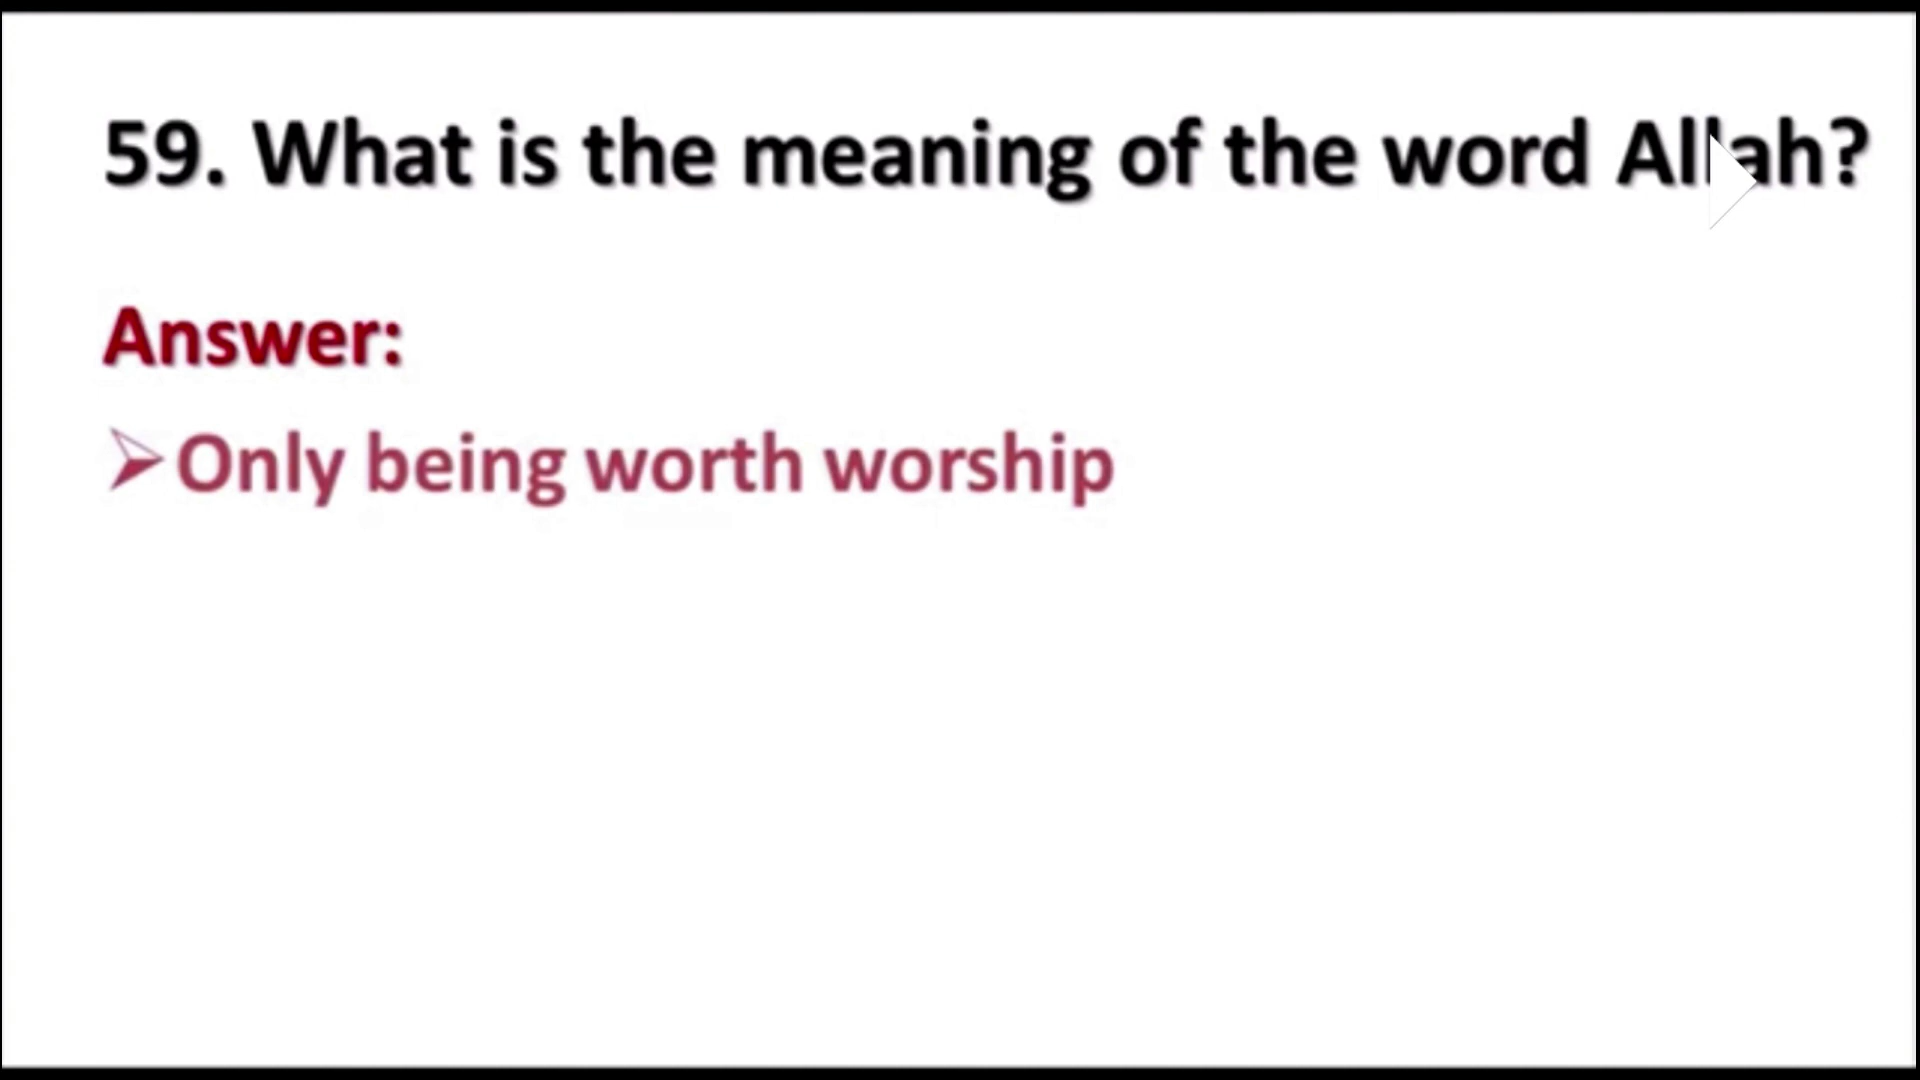 59. What is the meaning of the word Allah?
Answer:
➢Only being worth worship